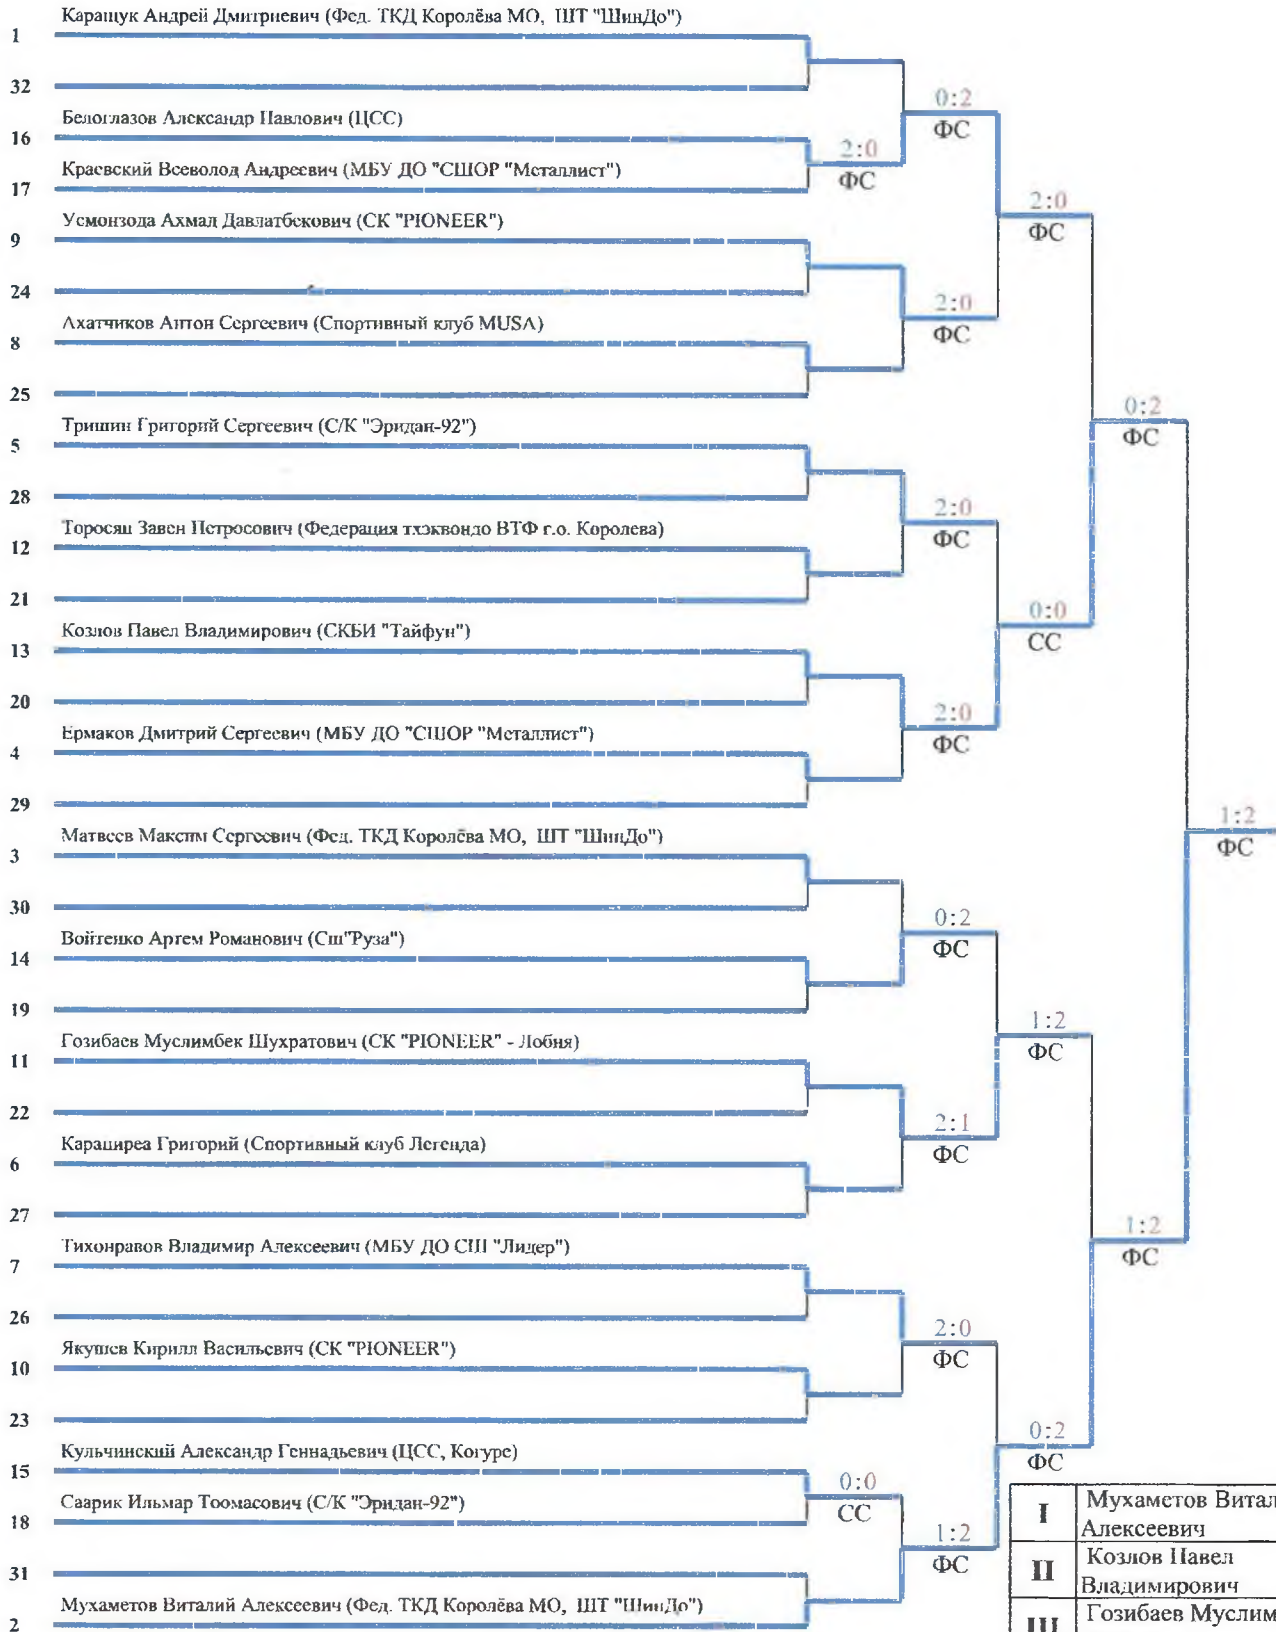 Каращук Андрей Дмитриевич (Фед. ТКД Королёва МО, ШТ "ШинДо")
1
32
0:2
ФС
Белоглазов Александр Павлович (ЦСС)
16
2:0
ФС
Краевский Всеволод Андреевич (МБУ ДО "СШОР "Металлист")
17
2:0
ФС
Усмонзода Ахмад Давлатбекович (СК "PIONEER")
9
24
2:0
ФС
Ахатчиков Антон Сергеевич (Спортивный клуб MUSA)
8
25
0:2
ФС
Тришин Григорий Сергеевич (С/К "Эридан-92")
5
28
2:0
ФС
Торосян Завен Петросович (Федерация тхэквондо ВТФ г.о. Королева)
12
21
0:0
СС
Козлов Павел Владимирович (СКБИ "Тайфун")
13
20
2:0
ФС
Ермаков Дмитрий Сергеевич (МБУ ДО "СШОР "Металлист")
4
29
1:2
ФС
Матвеев Максим Сергеевич (Фед. ТКД Королёва МО, ШТ "ШинДо")
3
30
0:2
ФС
Войтенко Артем Романович (Сш"Руза")
14
19
1:2
ФС
Гозибаев Муслимбек Шухратович (СК "PIONEER" - Лобня)
11
22
2:1
ФС
Карациреа Григорий (Спортивный клуб Легенда)
6
27
1:2
ФС
Тихонравов Владимир Алексеевич (МБУ ДО СШ "Лидер")
7
26
2:0
ФС
Якушев Кирилл Васильевич (СК "PIONEER")
10
23
0:2
ФС
Кульчинский Александр Геннадьевич (ЦСС, Когуре)
15
0:0
СС
Саарик Ильмар Тоомасович (С/К "Эридан-92")
18
1:2
ФС
31
Мухаметов Виталий Алексеевич (Фед. ТКД Королёва МО, ШТ "ШинДо")
2
I Мухаметов Витал
Алексеевич
II Козлов Павел
Владимирович
III Гозибаев Муслим